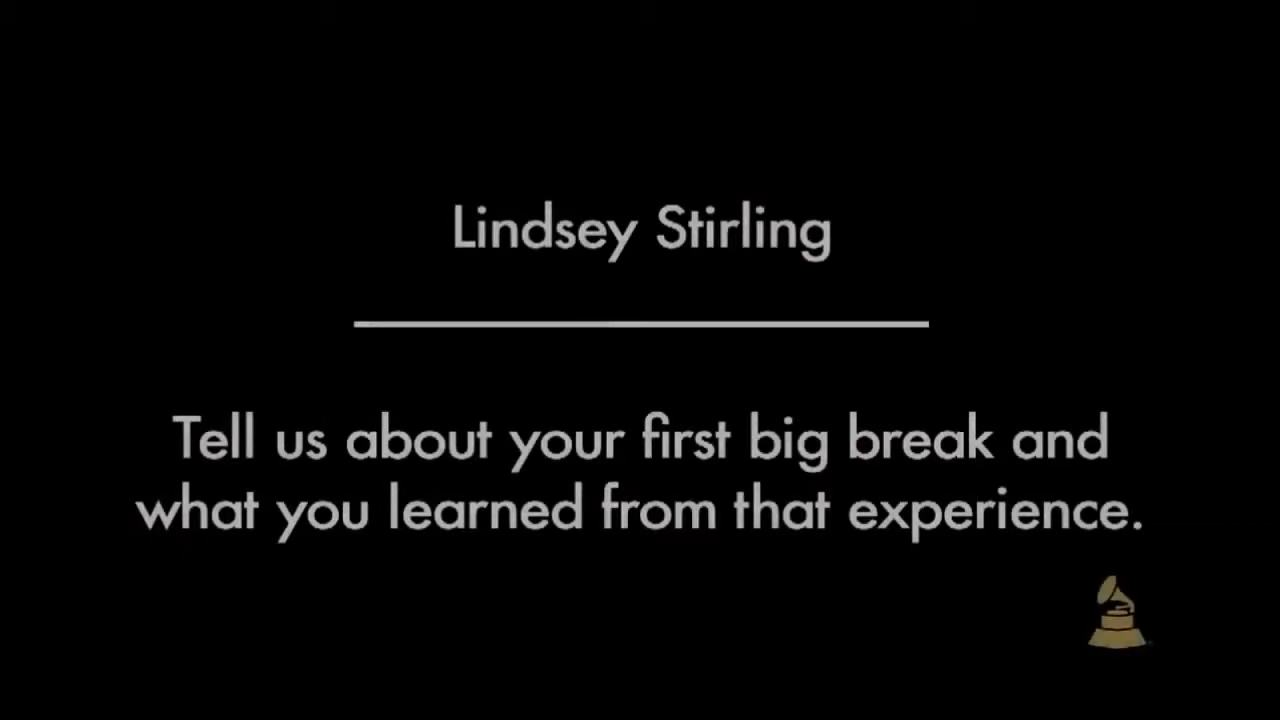 Lindsey Stirling
Tell us about your first big break and
what you learned from that experience.